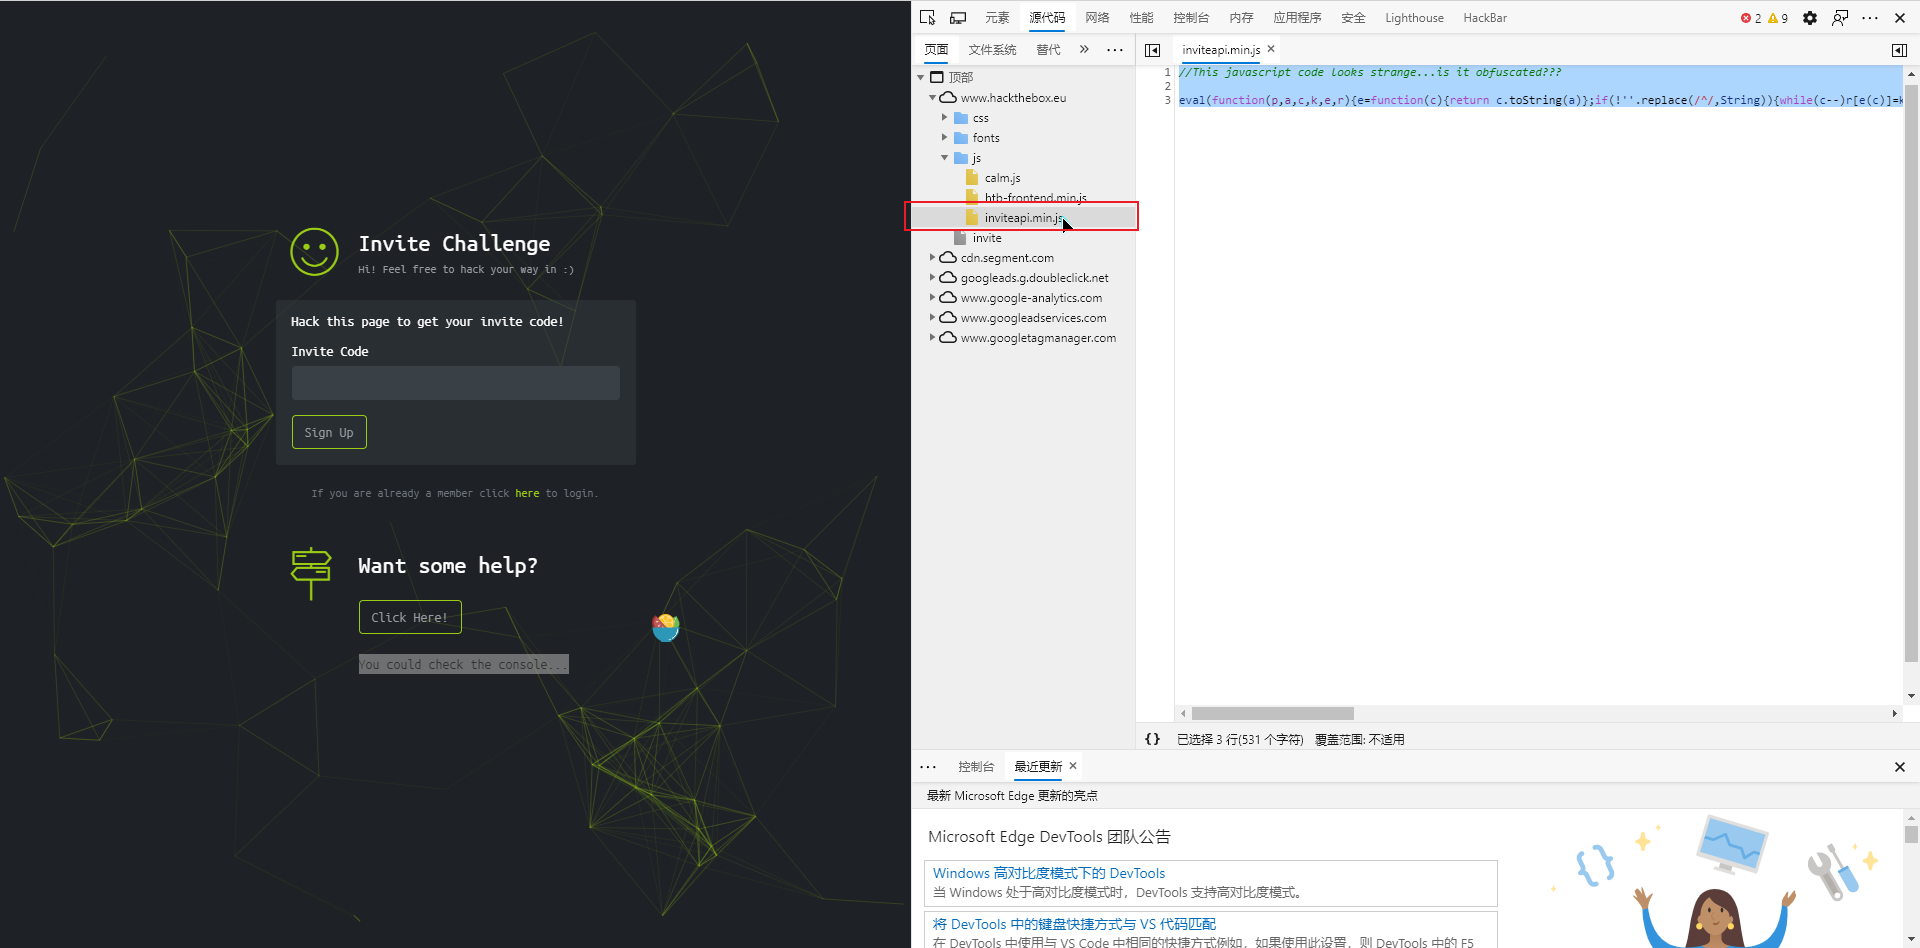 Invite Challenge
Hi! Feel free to hack your way in :)
Hack this page to get your invite code!
Invite Code
Sign Up
If you are already a member click here to login.
Want some help?
Click Here!
You could check the console...
元素 源代码 网络 性能 控制台 内存 应用程序 安全 Lighthouse HackBar 2 9
页面 文件系统 替代
顶部
www.hackthebox.eu
css
fonts
js
calm.js
htb-frontend.min.js
inviteapi.min.js
invite
cdn.segment.com
googleads.g.doubleclick.net
www.google-analytics.com
www.googleadservices.com
www.googletagmanager.com
inviteapi.min.js
1 //This javascript code looks strange...is it obfuscated???
2
3 eval(function(p,a,c,k,e,r){e=function(c){return c.toString(a)};if(!''.replace(/^/,String)){while(c--)r[e(c)]=k
{} 已选择 3 行(531 个字符) 覆盖范围: 不适用
控制台 最近更新
最新 Microsoft Edge 更新的亮点
Microsoft Edge DevTools 团队公告
Windows 高对比度模式下的 DevTools
当 Windows 处于高对比度模式时，DevTools 支持高对比度模式。
将 DevTools 中的键盘快捷方式与 VS 代码匹配
在 DevTools 中使用与 VS Code 中相同的快捷方式例如，如果使用此设置，则 DevTools 中的 F5